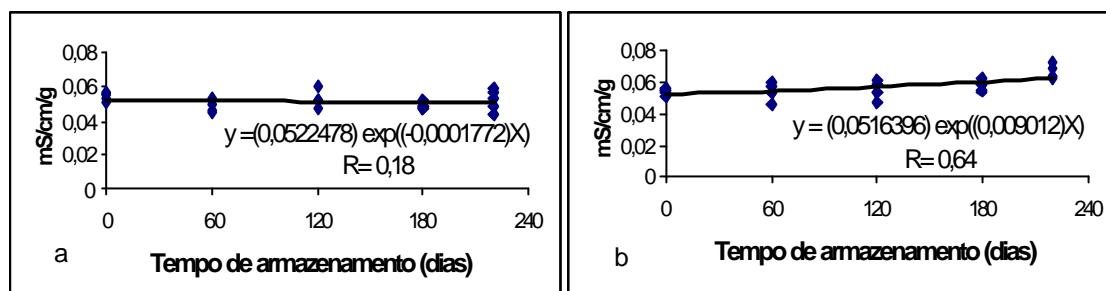 0,08
0,06
0,04
0,02
0
mS/cm/g
y =(0,0522478) exp((-0,0001772)X)
R= 0,18
0 60 120 180 240
Tempo de armazenamento (dias)
a
0,08
0,06
0,04
0,02
0
mS/cm/g
y = (0,0516396) exp((0,009012)X)
R= 0,64
0 60 120 180 240
Tempo de armazenamento (dias)
b